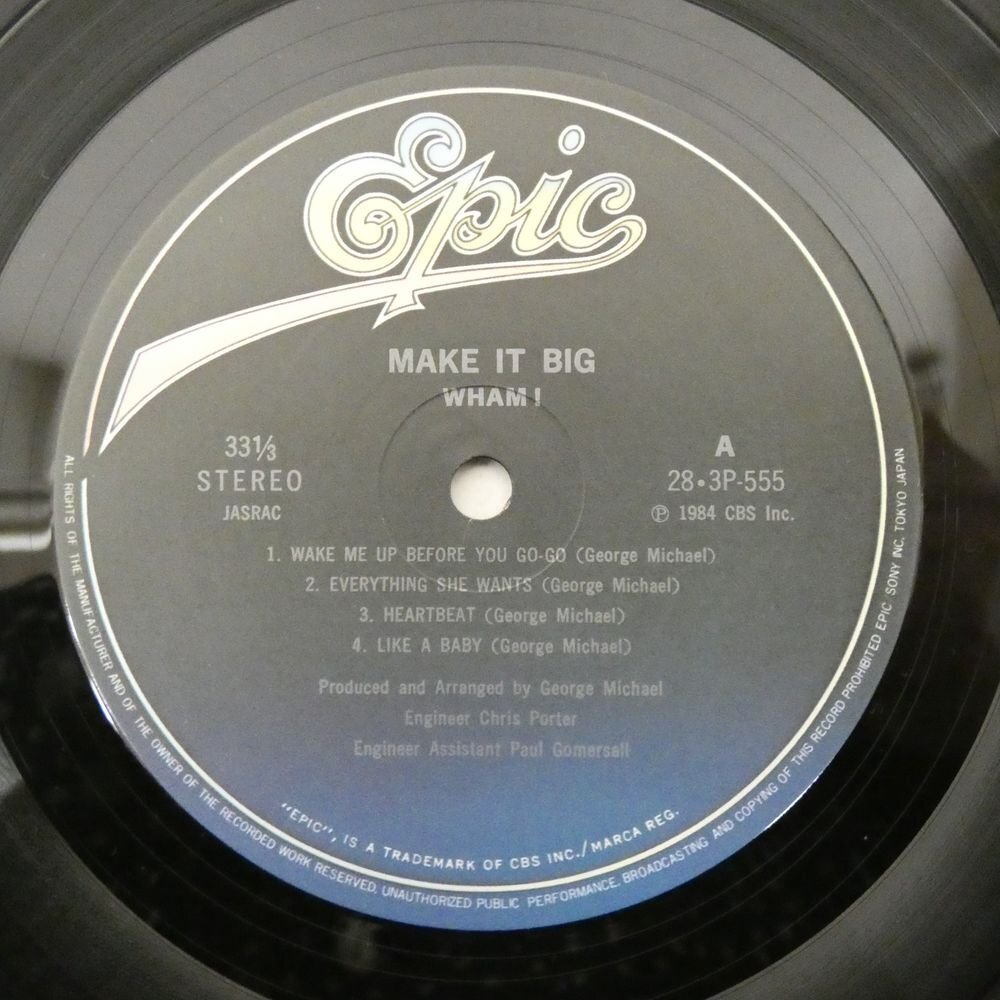 Epic
MAKE IT BIG
WHAM!
33⅓
STEREO
JASRAC
A
28・3P-555
℗ 1984 CBS Inc.
1. WAKE ME UP BEFORE YOU GO-GO (George Michael)
2. EVERYTHING SHE WANTS (George Michael)
3. HEARTBEAT (George Michael)
4. LIKE A BABY (George Michael)
Produced and Arranged by George Michael
Engineer Chris Porter
Engineer Assistant Paul Gomersall
"EPIC", IS A TRADEMARK OF CBS INC./MARCA REG.
ALL RIGHTS OF THE MANUFACTURER AND OF THE OWNER OF THE RECORDED WORK RESERVED. UNAUTHORIZED PUBLIC PERFORMANCE. BROADCASTING AND COPYING OF THIS RECORD PROHIBITED EPIC SONY INC. TOKYO JAPAN